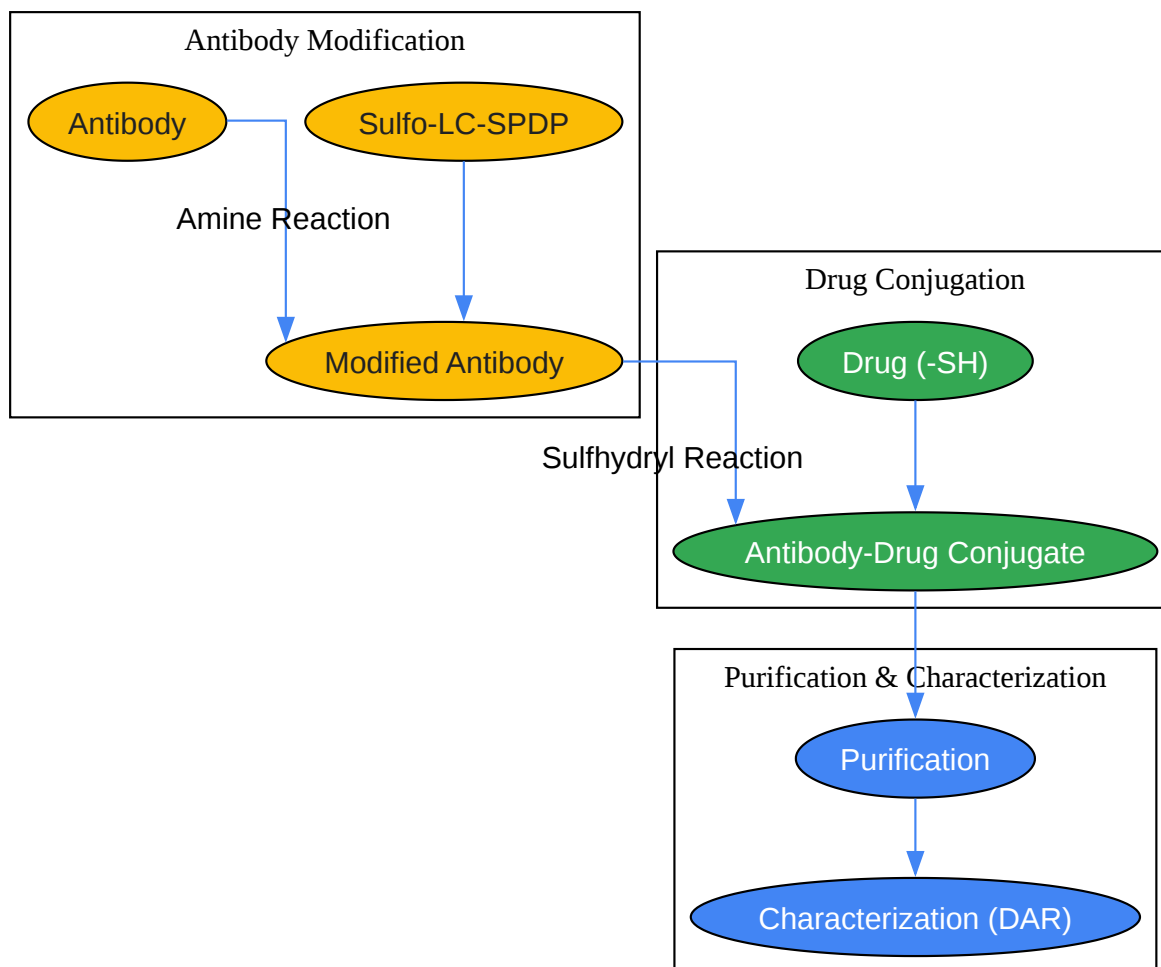 Antibody Modification
Antibody
Sulfo-LC-SPDP
Amine Reaction
Modified Antibody
Drug Conjugation
Drug (-SH)
Sulfhydryl Reaction
Antibody-Drug Conjugate
Purification & Characterization
Purification
Characterization (DAR)